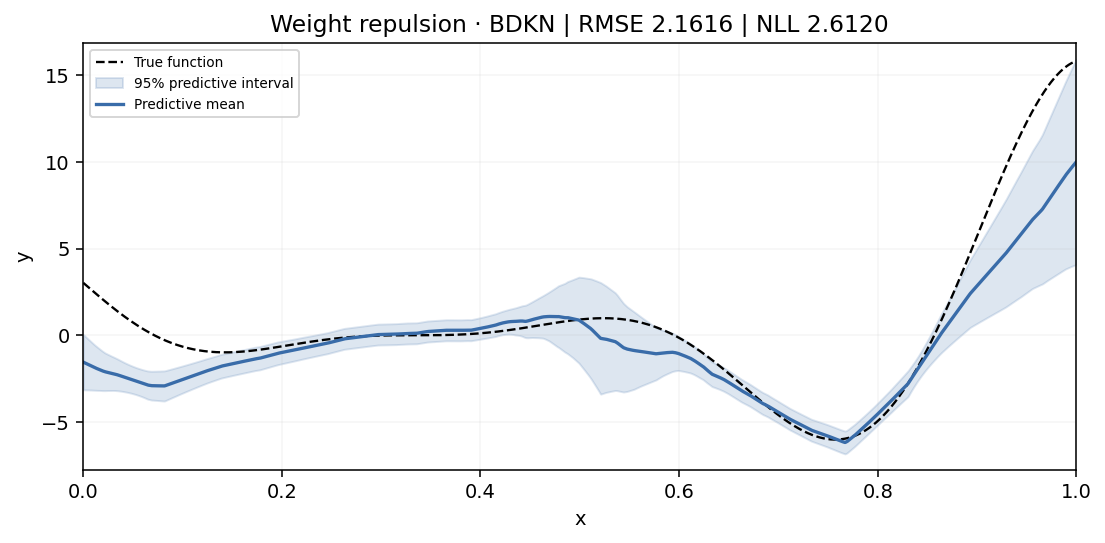 Weight repulsion · BDKN | RMSE 2.1616 | NLL 2.6120
True function
95% predictive interval
Predictive mean
15
10
5
0
−5
y
0.0 0.2 0.4 0.6 0.8 1.0
x